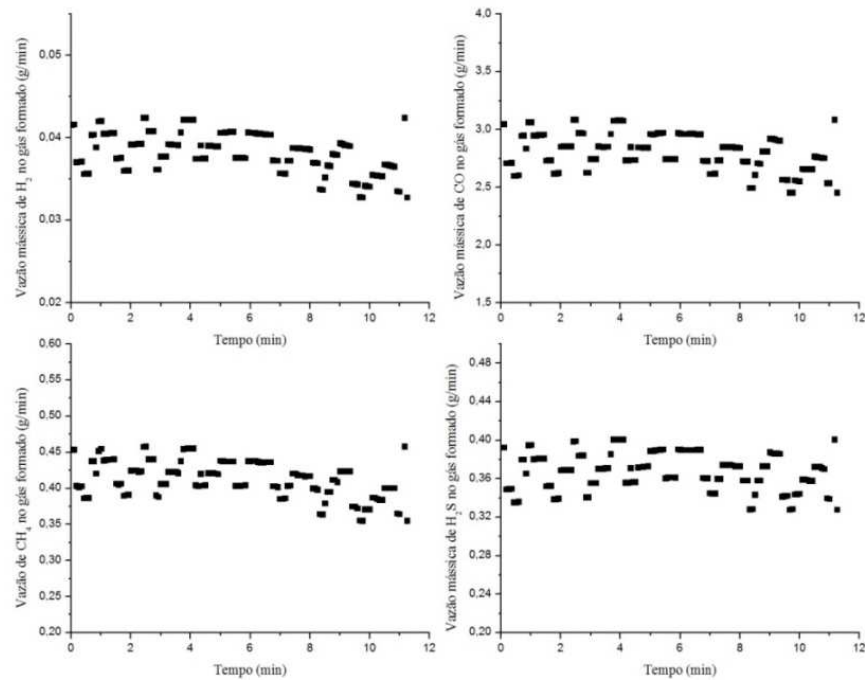 Vazão mássica de H2 no gás formado (g/min)
0,05
0,04
0,03
0,02
0 2 4 6 8 10 12
Tempo (min)
Vazão mássica de CO no gás formado (g/min)
4,0
3,5
3,0
2,5
2,0
1,5
0 2 4 6 8 10 12
Tempo (min)
Vazão de CH4 no gás formado (g/min)
0,60
0,55
0,50
0,45
0,40
0,35
0,30
0,25
0,20
0 2 4 6 8 10 12
Tempo (min)
Vazão mássica de H2S no gás formado (g/min)
0,48
0,44
0,40
0,36
0,32
0,28
0,24
0,20
0 2 4 6 8 10 12
Tempo (min)